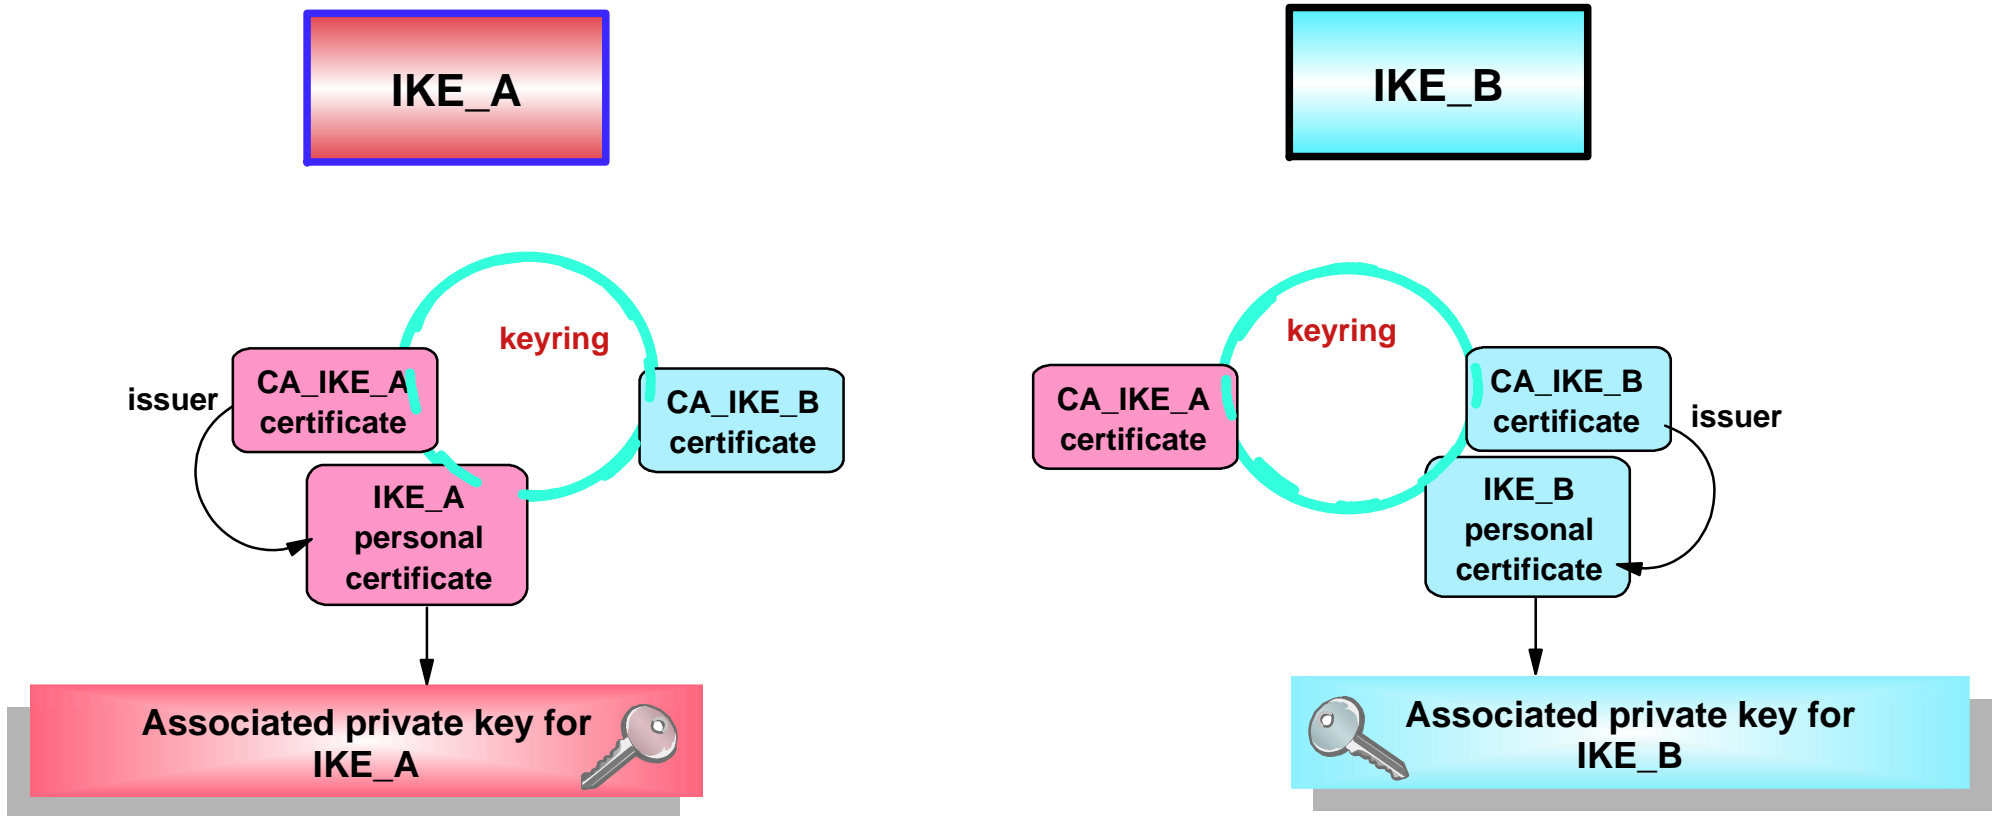 IKE_A
IKE_B
keyring
issuer
CA_IKE_A
certificate
CA_IKE_B
certificate
IKE_A
personal
certificate
Associated private key for
IKE_A
keyring
CA_IKE_A
certificate
CA_IKE_B
certificate
issuer
IKE_B
personal
certificate
Associated private key for
IKE_B